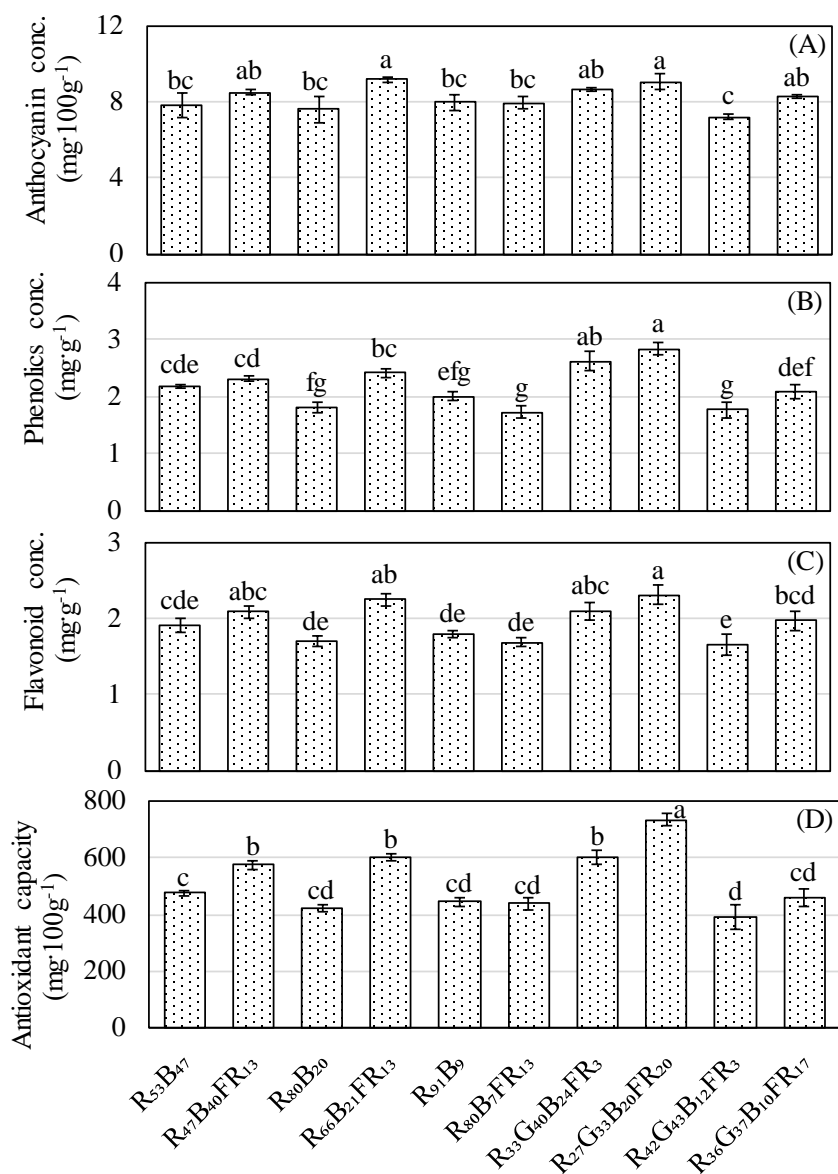 (A)
Anthocyanin conc.
(mg·100g⁻¹)
12
8
4
0
bc ab bc a bc bc ab a c ab
(B)
Phenolics conc.
(mg·g⁻¹)
4
3
2
1
0
cde cd fg bc efg g ab a g def
(C)
Flavonoid conc.
(mg·g⁻¹)
3
2
1
0
cde abc de ab de de abc a e bcd
(D)
Antioxidant capacity
(mg·100g⁻¹)
800
600
400
200
0
c b cd b cd cd b a d cd
R₅₃B₄₇
R₄₇B₄₀FR₁₃
R₈₀B₂₀
R₆₆B₂₁FR₁₃
R₉₁B₉
R₈₀B₇FR₁₃
R₃₃G₄₀B₂₄FR₃
R₂₇G₃₃B₂₀FR₂₀
R₄₂G₄₃B₁₂FR₃
R₃₆G₃₇B₁₀FR₁₇